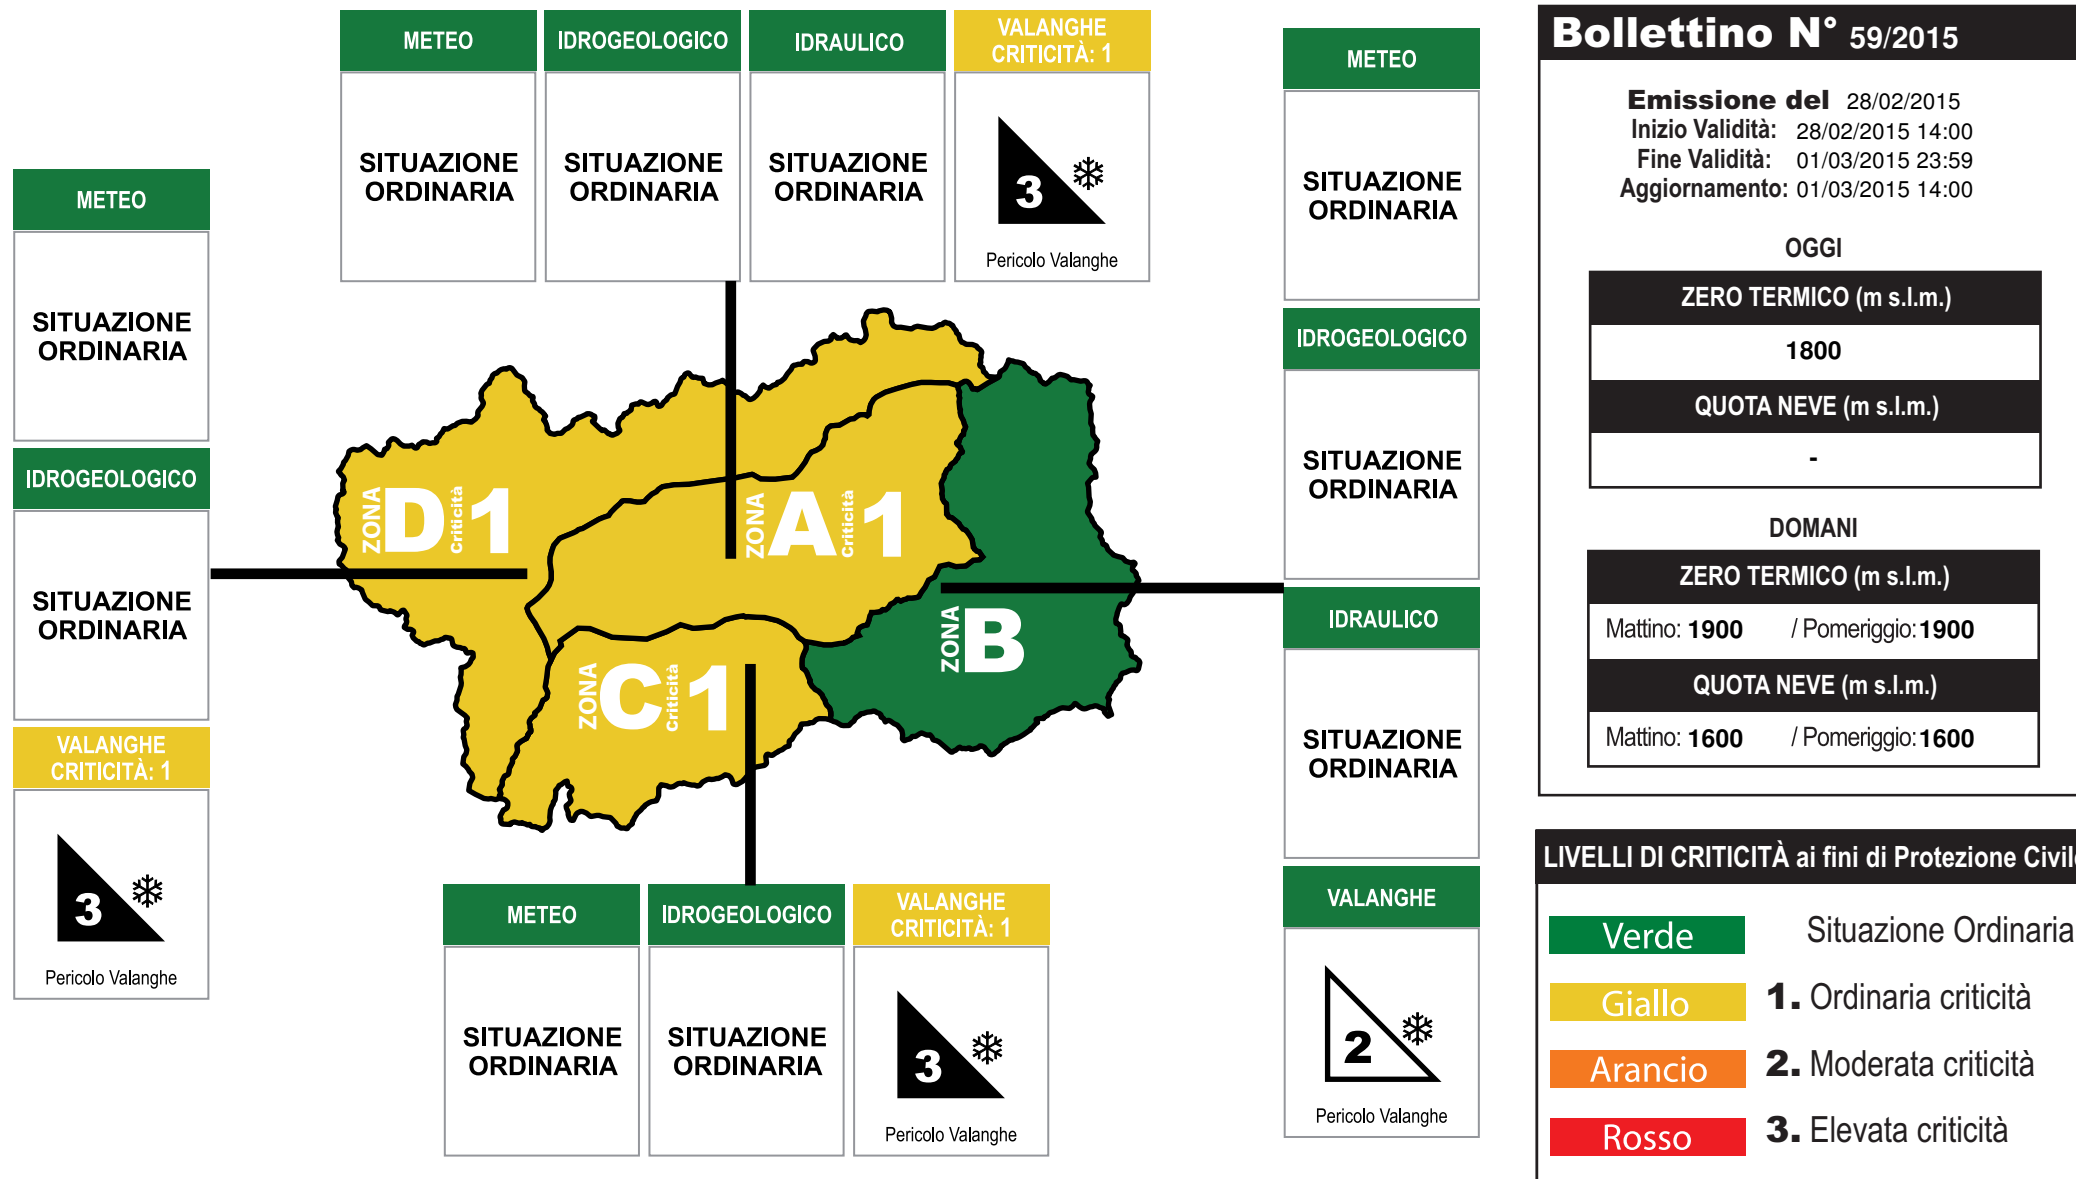 METEO
SITUAZIONE
ORDINARIA
IDROGEOLOGICO
SITUAZIONE
ORDINARIA
IDRAULICO
SITUAZIONE
ORDINARIA
VALANGHE
CRITICITÀ: 1
3
Pericolo Valanghe
METEO
SITUAZIONE
ORDINARIA
IDROGEOLOGICO
SITUAZIONE
ORDINARIA
VALANGHE
CRITICITÀ: 1
3
Pericolo Valanghe
ZONA D Criticità 1
ZONA A Criticità 1
ZONA B
ZONA C Criticità 1
METEO
SITUAZIONE
ORDINARIA
IDROGEOLOGICO
SITUAZIONE
ORDINARIA
VALANGHE
CRITICITÀ: 1
3
Pericolo Valanghe
METEO
SITUAZIONE
ORDINARIA
IDROGEOLOGICO
SITUAZIONE
ORDINARIA
IDRAULICO
SITUAZIONE
ORDINARIA
VALANGHE
2
Pericolo Valanghe
Bollettino N° 59/2015
Emissione del 28/02/2015
Inizio Validità: 28/02/2015 14:00
Fine Validità: 01/03/2015 23:59
Aggiornamento: 01/03/2015 14:00
OGGI
ZERO TERMICO (m s.l.m.)
1800
QUOTA NEVE (m s.l.m.)
-
DOMANI
ZERO TERMICO (m s.l.m.)
Mattino: 1900 / Pomeriggio: 1900
QUOTA NEVE (m s.l.m.)
Mattino: 1600 / Pomeriggio: 1600
LIVELLI DI CRITICITÀ ai fini di Protezione Civile
Verde Situazione Ordinaria
Giallo 1. Ordinaria criticità
Arancio 2. Moderata criticità
Rosso 3. Elevata criticità